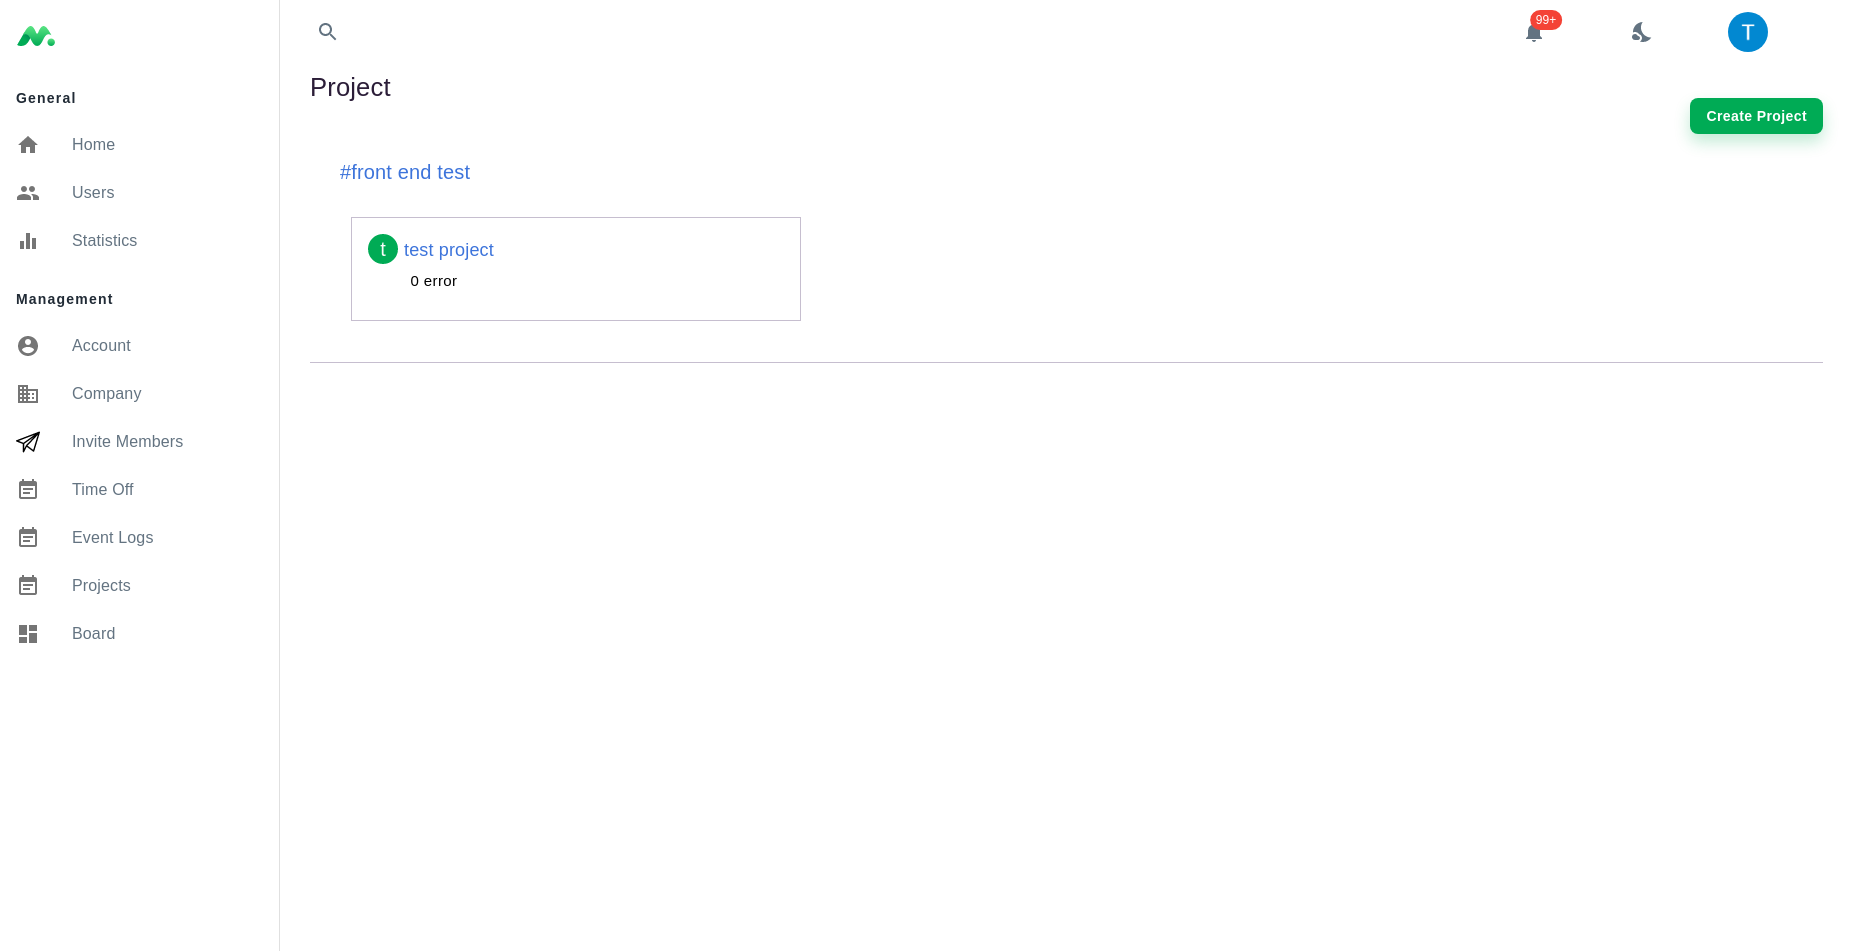 General
Home
Users
Statistics
Management
Account
Company
Invite Members
Time Off
Event Logs
Projects
Board
99+
T
Project
Create Project
#front end test
t test project
0 error